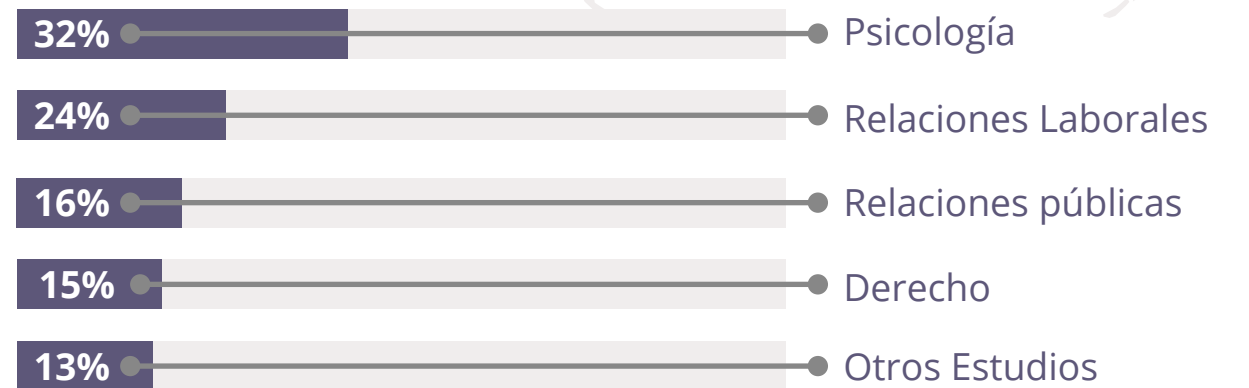 32% Psicología
24% Relaciones Laborales
16% Relaciones públicas
15% Derecho
13% Otros Estudios